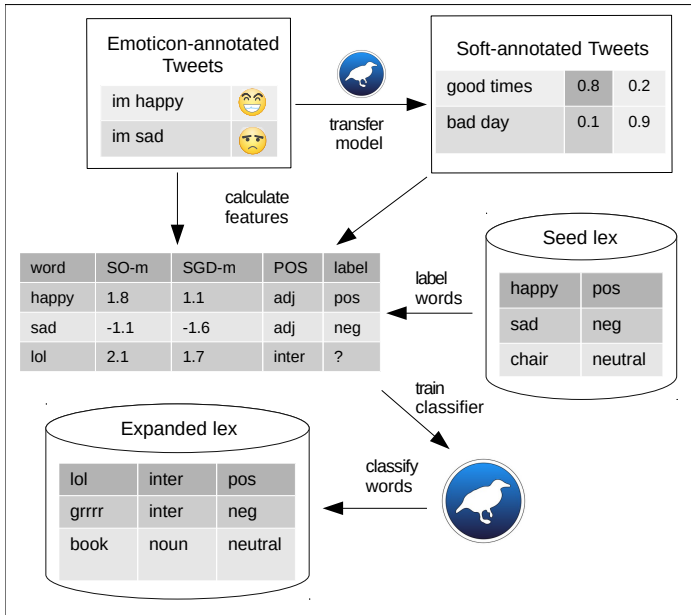 Emoticon-annotated
Tweets
im happy
im sad
transfer
model
Soft-annotated Tweets
good times 0.8 0.2
bad day 0.1 0.9
calculate
features
word SO-m SGD-m POS label
happy 1.8 1.1 adj pos
sad -1.1 -1.6 adj neg
lol 2.1 1.7 inter ?
label
words
Seed lex
happy pos
sad neg
chair neutral
train
classifier
Expanded lex
lol inter pos
grrrr inter neg
book noun neutral
classify
words